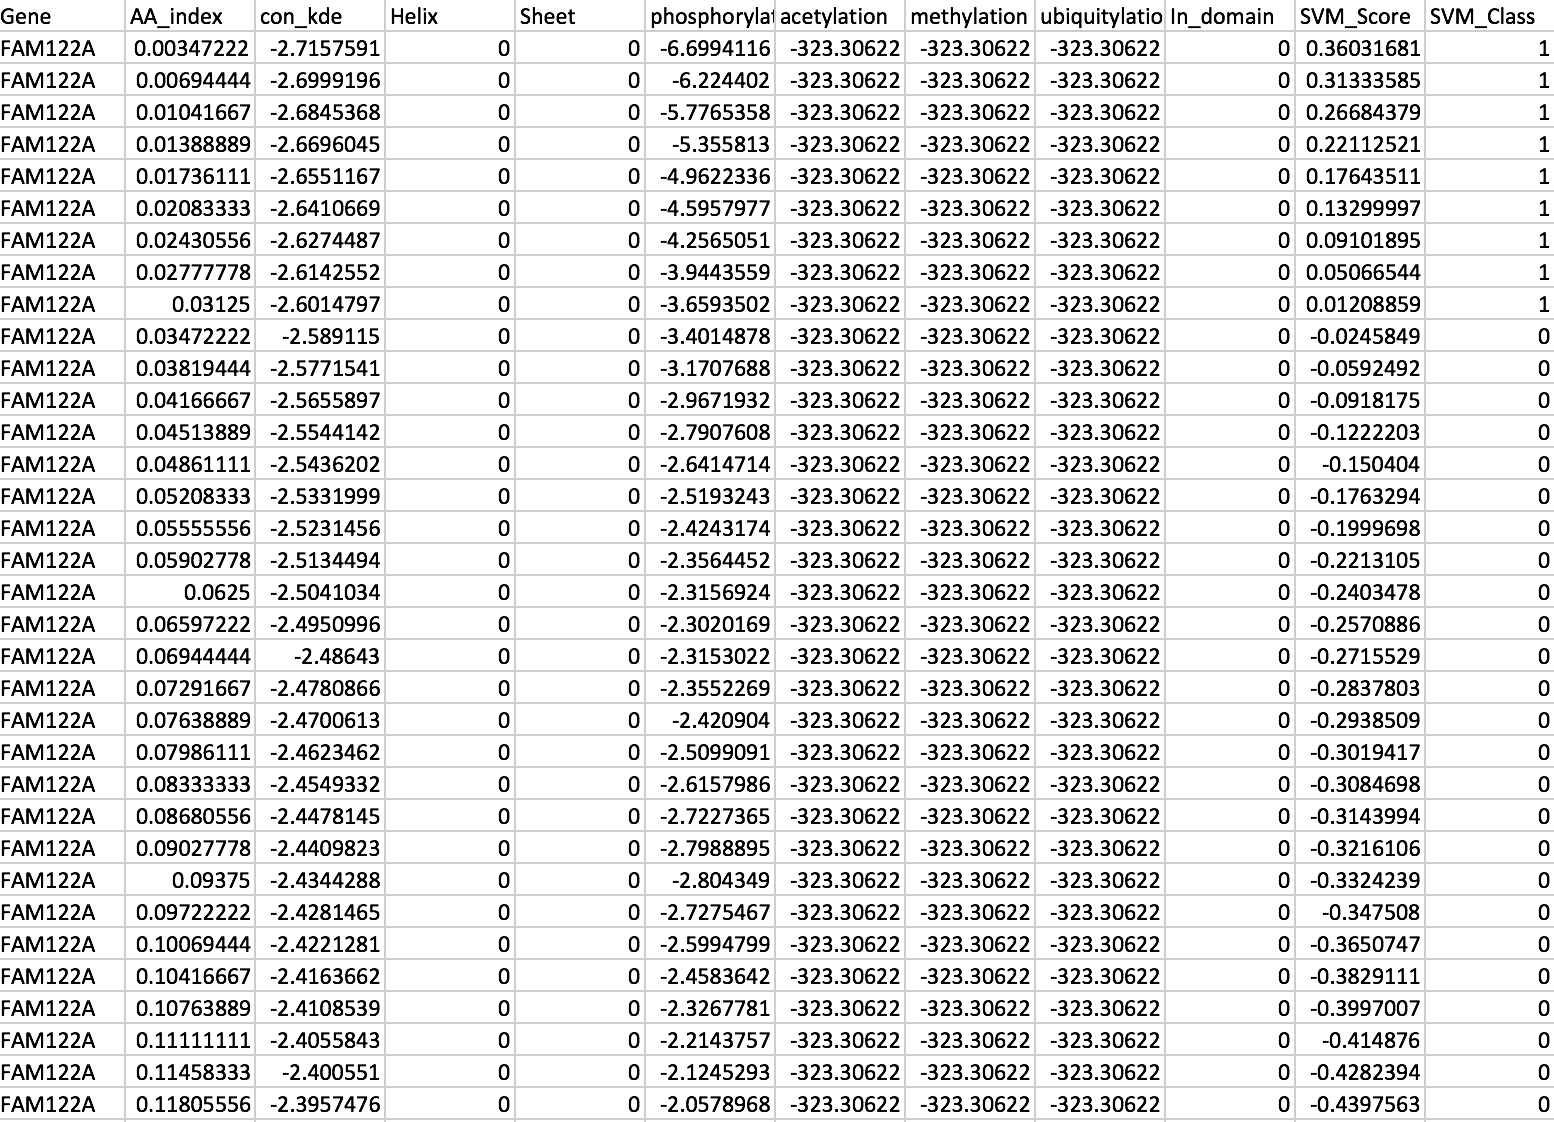 Gene AA_index con_kde Helix Sheet phosphorylat acetylation methylation ubiquitylatio In_domain SVM_Score SVM_Class
FAM122A 0.00347222 -2.7157591 0 0 -6.6994116 -323.30622 -323.30622 -323.30622 0 0.36031681 1
FAM122A 0.00694444 -2.6999196 0 0 -6.224402 -323.30622 -323.30622 -323.30622 0 0.31333585 1
FAM122A 0.01041667 -2.6845368 0 0 -5.7765358 -323.30622 -323.30622 -323.30622 0 0.26684379 1
FAM122A 0.01388889 -2.6696045 0 0 -5.355813 -323.30622 -323.30622 -323.30622 0 0.22112521 1
FAM122A 0.01736111 -2.6551167 0 0 -4.9622336 -323.30622 -323.30622 -323.30622 0 0.17643511 1
FAM122A 0.02083333 -2.6410669 0 0 -4.5957977 -323.30622 -323.30622 -323.30622 0 0.13299997 1
FAM122A 0.02430556 -2.6274487 0 0 -4.2565051 -323.30622 -323.30622 -323.30622 0 0.09101895 1
FAM122A 0.02777778 -2.6142552 0 0 -3.9443559 -323.30622 -323.30622 -323.30622 0 0.05066544 1
FAM122A 0.03125 -2.6014797 0 0 -3.6593502 -323.30622 -323.30622 -323.30622 0 0.01208859 1
FAM122A 0.03472222 -2.589115 0 0 -3.4014878 -323.30622 -323.30622 -323.30622 0 -0.0245849 0
FAM122A 0.03819444 -2.5771541 0 0 -3.1707688 -323.30622 -323.30622 -323.30622 0 -0.0592492 0
FAM122A 0.04166667 -2.5655897 0 0 -2.9671932 -323.30622 -323.30622 -323.30622 0 -0.0918175 0
FAM122A 0.04513889 -2.5544142 0 0 -2.7907608 -323.30622 -323.30622 -323.30622 0 -0.1222203 0
FAM122A 0.04861111 -2.5436202 0 0 -2.6414714 -323.30622 -323.30622 -323.30622 0 -0.150404 0
FAM122A 0.05208333 -2.5331999 0 0 -2.5193243 -323.30622 -323.30622 -323.30622 0 -0.1763294 0
FAM122A 0.05555556 -2.5231456 0 0 -2.4243174 -323.30622 -323.30622 -323.30622 0 -0.1999698 0
FAM122A 0.05902778 -2.5134494 0 0 -2.3564452 -323.30622 -323.30622 -323.30622 0 -0.2213105 0
FAM122A 0.0625 -2.5041034 0 0 -2.3156924 -323.30622 -323.30622 -323.30622 0 -0.2403478 0
FAM122A 0.06597222 -2.4950996 0 0 -2.3020169 -323.30622 -323.30622 -323.30622 0 -0.2570886 0
FAM122A 0.06944444 -2.48643 0 0 -2.3153022 -323.30622 -323.30622 -323.30622 0 -0.2715529 0
FAM122A 0.07291667 -2.4780866 0 0 -2.3552269 -323.30622 -323.30622 -323.30622 0 -0.2837803 0
FAM122A 0.07638889 -2.4700613 0 0 -2.420904 -323.30622 -323.30622 -323.30622 0 -0.2938509 0
FAM122A 0.07986111 -2.4623462 0 0 -2.5099091 -323.30622 -323.30622 -323.30622 0 -0.3019417 0
FAM122A 0.08333333 -2.4549332 0 0 -2.6157986 -323.30622 -323.30622 -323.30622 0 -0.3084698 0
FAM122A 0.08680556 -2.4478145 0 0 -2.7227365 -323.30622 -323.30622 -323.30622 0 -0.3143994 0
FAM122A 0.09027778 -2.4409823 0 0 -2.7988895 -323.30622 -323.30622 -323.30622 0 -0.3216106 0
FAM122A 0.09375 -2.4344288 0 0 -2.804349 -323.30622 -323.30622 -323.30622 0 -0.3324239 0
FAM122A 0.09722222 -2.4281465 0 0 -2.7275467 -323.30622 -323.30622 -323.30622 0 -0.347508 0
FAM122A 0.10069444 -2.4221281 0 0 -2.5994799 -323.30622 -323.30622 -323.30622 0 -0.3650747 0
FAM122A 0.10416667 -2.4163662 0 0 -2.4583642 -323.30622 -323.30622 -323.30622 0 -0.3829111 0
FAM122A 0.10763889 -2.4108539 0 0 -2.3267781 -323.30622 -323.30622 -323.30622 0 -0.3997007 0
FAM122A 0.11111111 -2.4055843 0 0 -2.2143757 -323.30622 -323.30622 -323.30622 0 -0.414876 0
FAM122A 0.11458333 -2.400551 0 0 -2.1245293 -323.30622 -323.30622 -323.30622 0 -0.4282394 0
FAM122A 0.11805556 -2.3957476 0 0 -2.0578968 -323.30622 -323.30622 -323.30622 0 -0.4397563 0